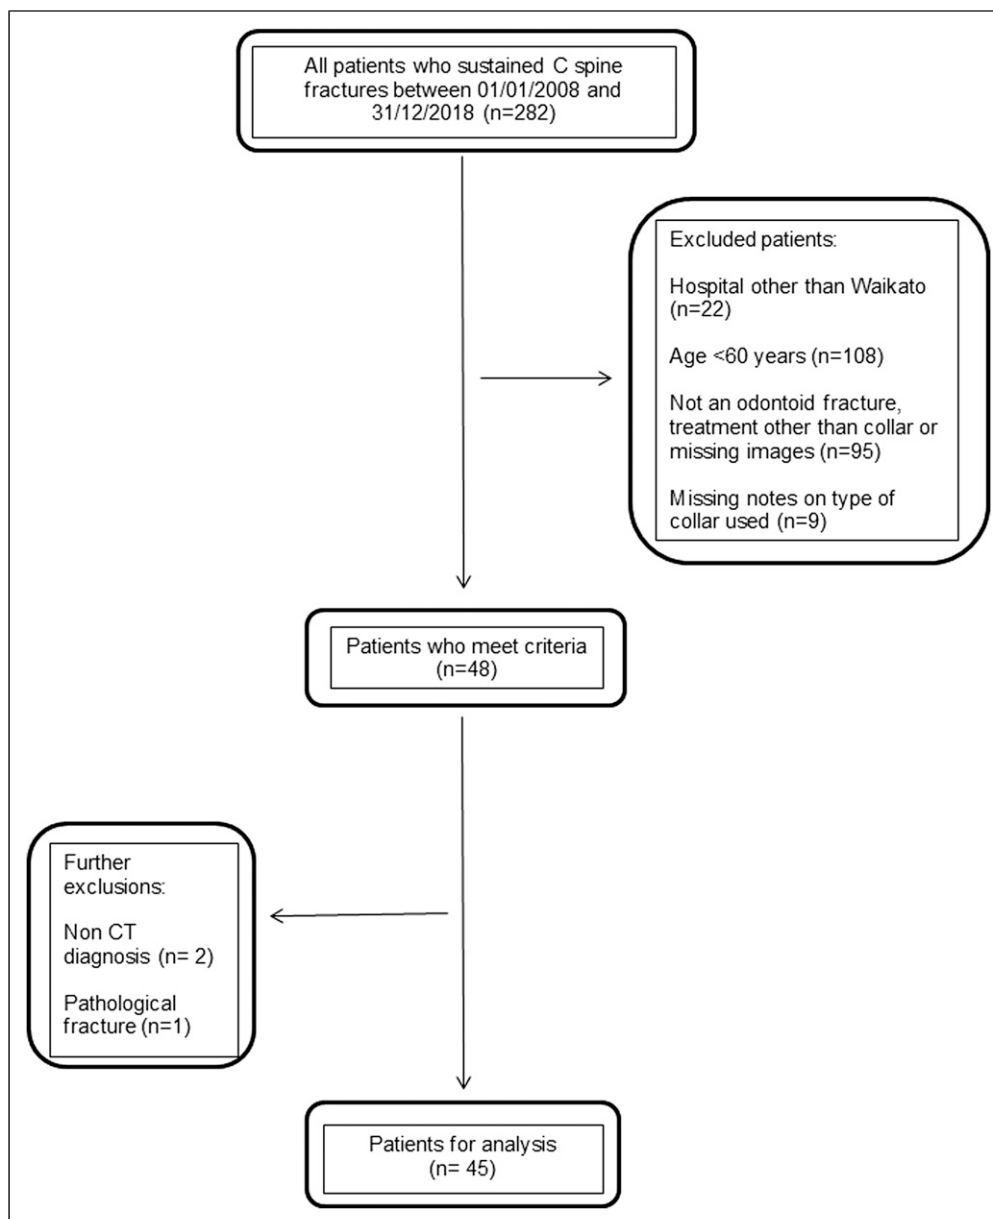 All patients who sustained C spine
fractures between 01/01/2008 and
31/12/2018 (n=282)
Excluded patients:
Hospital other than Waikato
(n=22)
Age <60 years (n=108)
Not an odontoid fracture,
treatment other than collar or
missing images (n=95)
Missing notes on type of
collar used (n=9)
Patients who meet criteria
(n=48)
Further
exclusions:
Non CT
diagnosis (n= 2)
Pathological
fracture (n=1)
Patients for analysis
(n= 45)